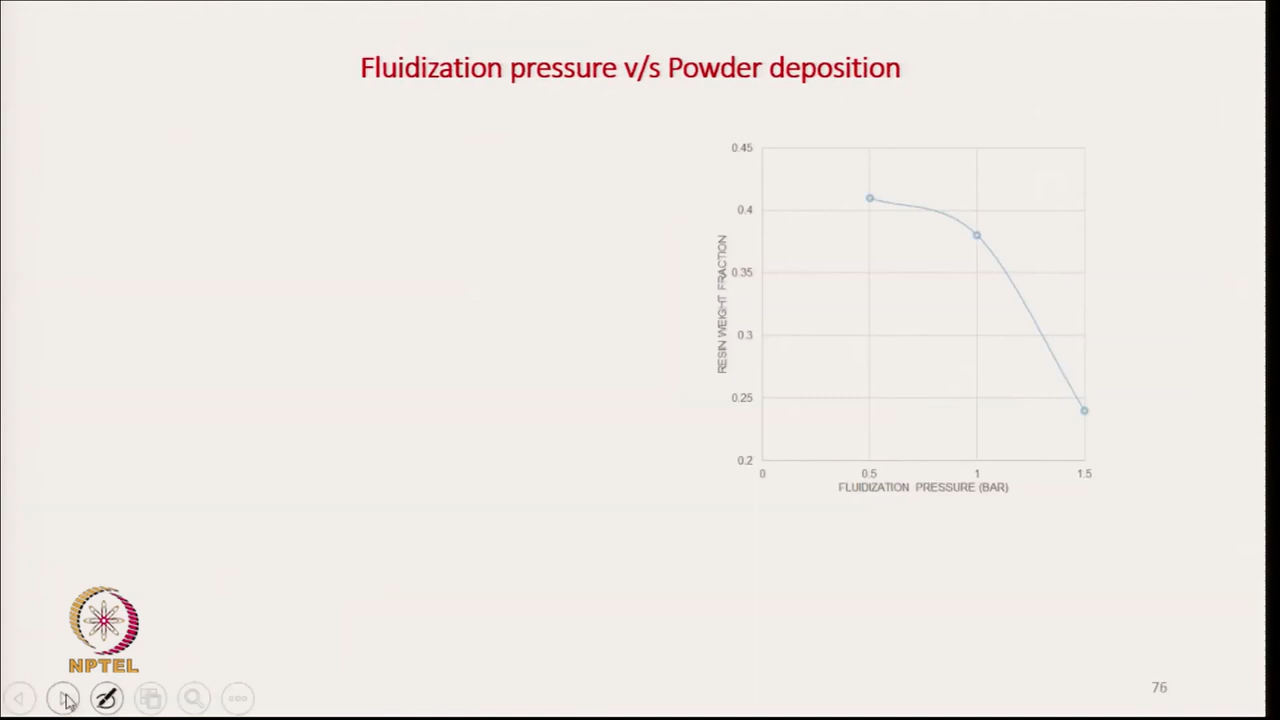 Fluidization pressure v/s Powder deposition
0.45
0.4
0.35
0.3
0.25
0.2
RESIN WEIGHT FRACTION
0
0.5
1
1.5
FLUIDIZATION PRESSURE (BAR)
NPTEL
76